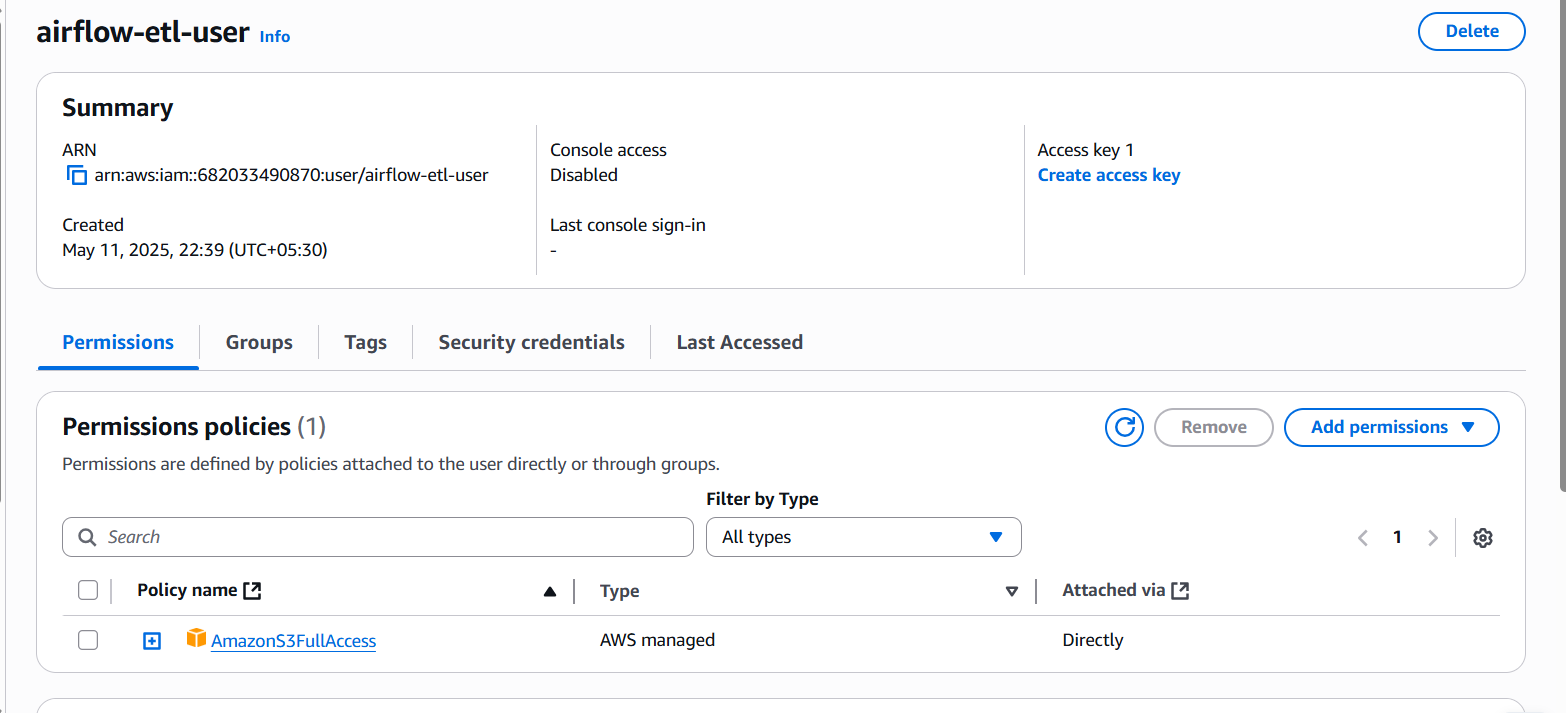 airflow-etl-user Info
Delete
Summary
ARN
arn:aws:iam::682033490870:user/airflow-etl-user
Created
May 11, 2025, 22:39 (UTC+05:30)
Console access
Disabled
Last console sign-in
-
Access key 1
Create access key
Permissions Groups Tags Security credentials Last Accessed
Permissions policies (1)
Remove
Add permissions
Permissions are defined by policies attached to the user directly or through groups.
Filter by Type
Search
All types
1
Policy name Type Attached via
AmazonS3FullAccess AWS managed Directly